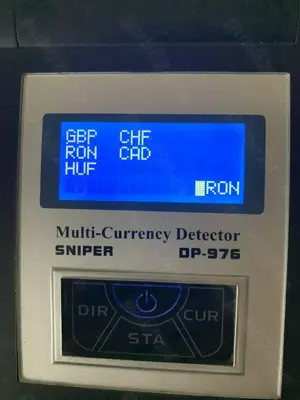 GBP CHF
RON CAD
HUF
RON
Multi-Currency Detector
SNIPER DP-976
DIR CUR
STA